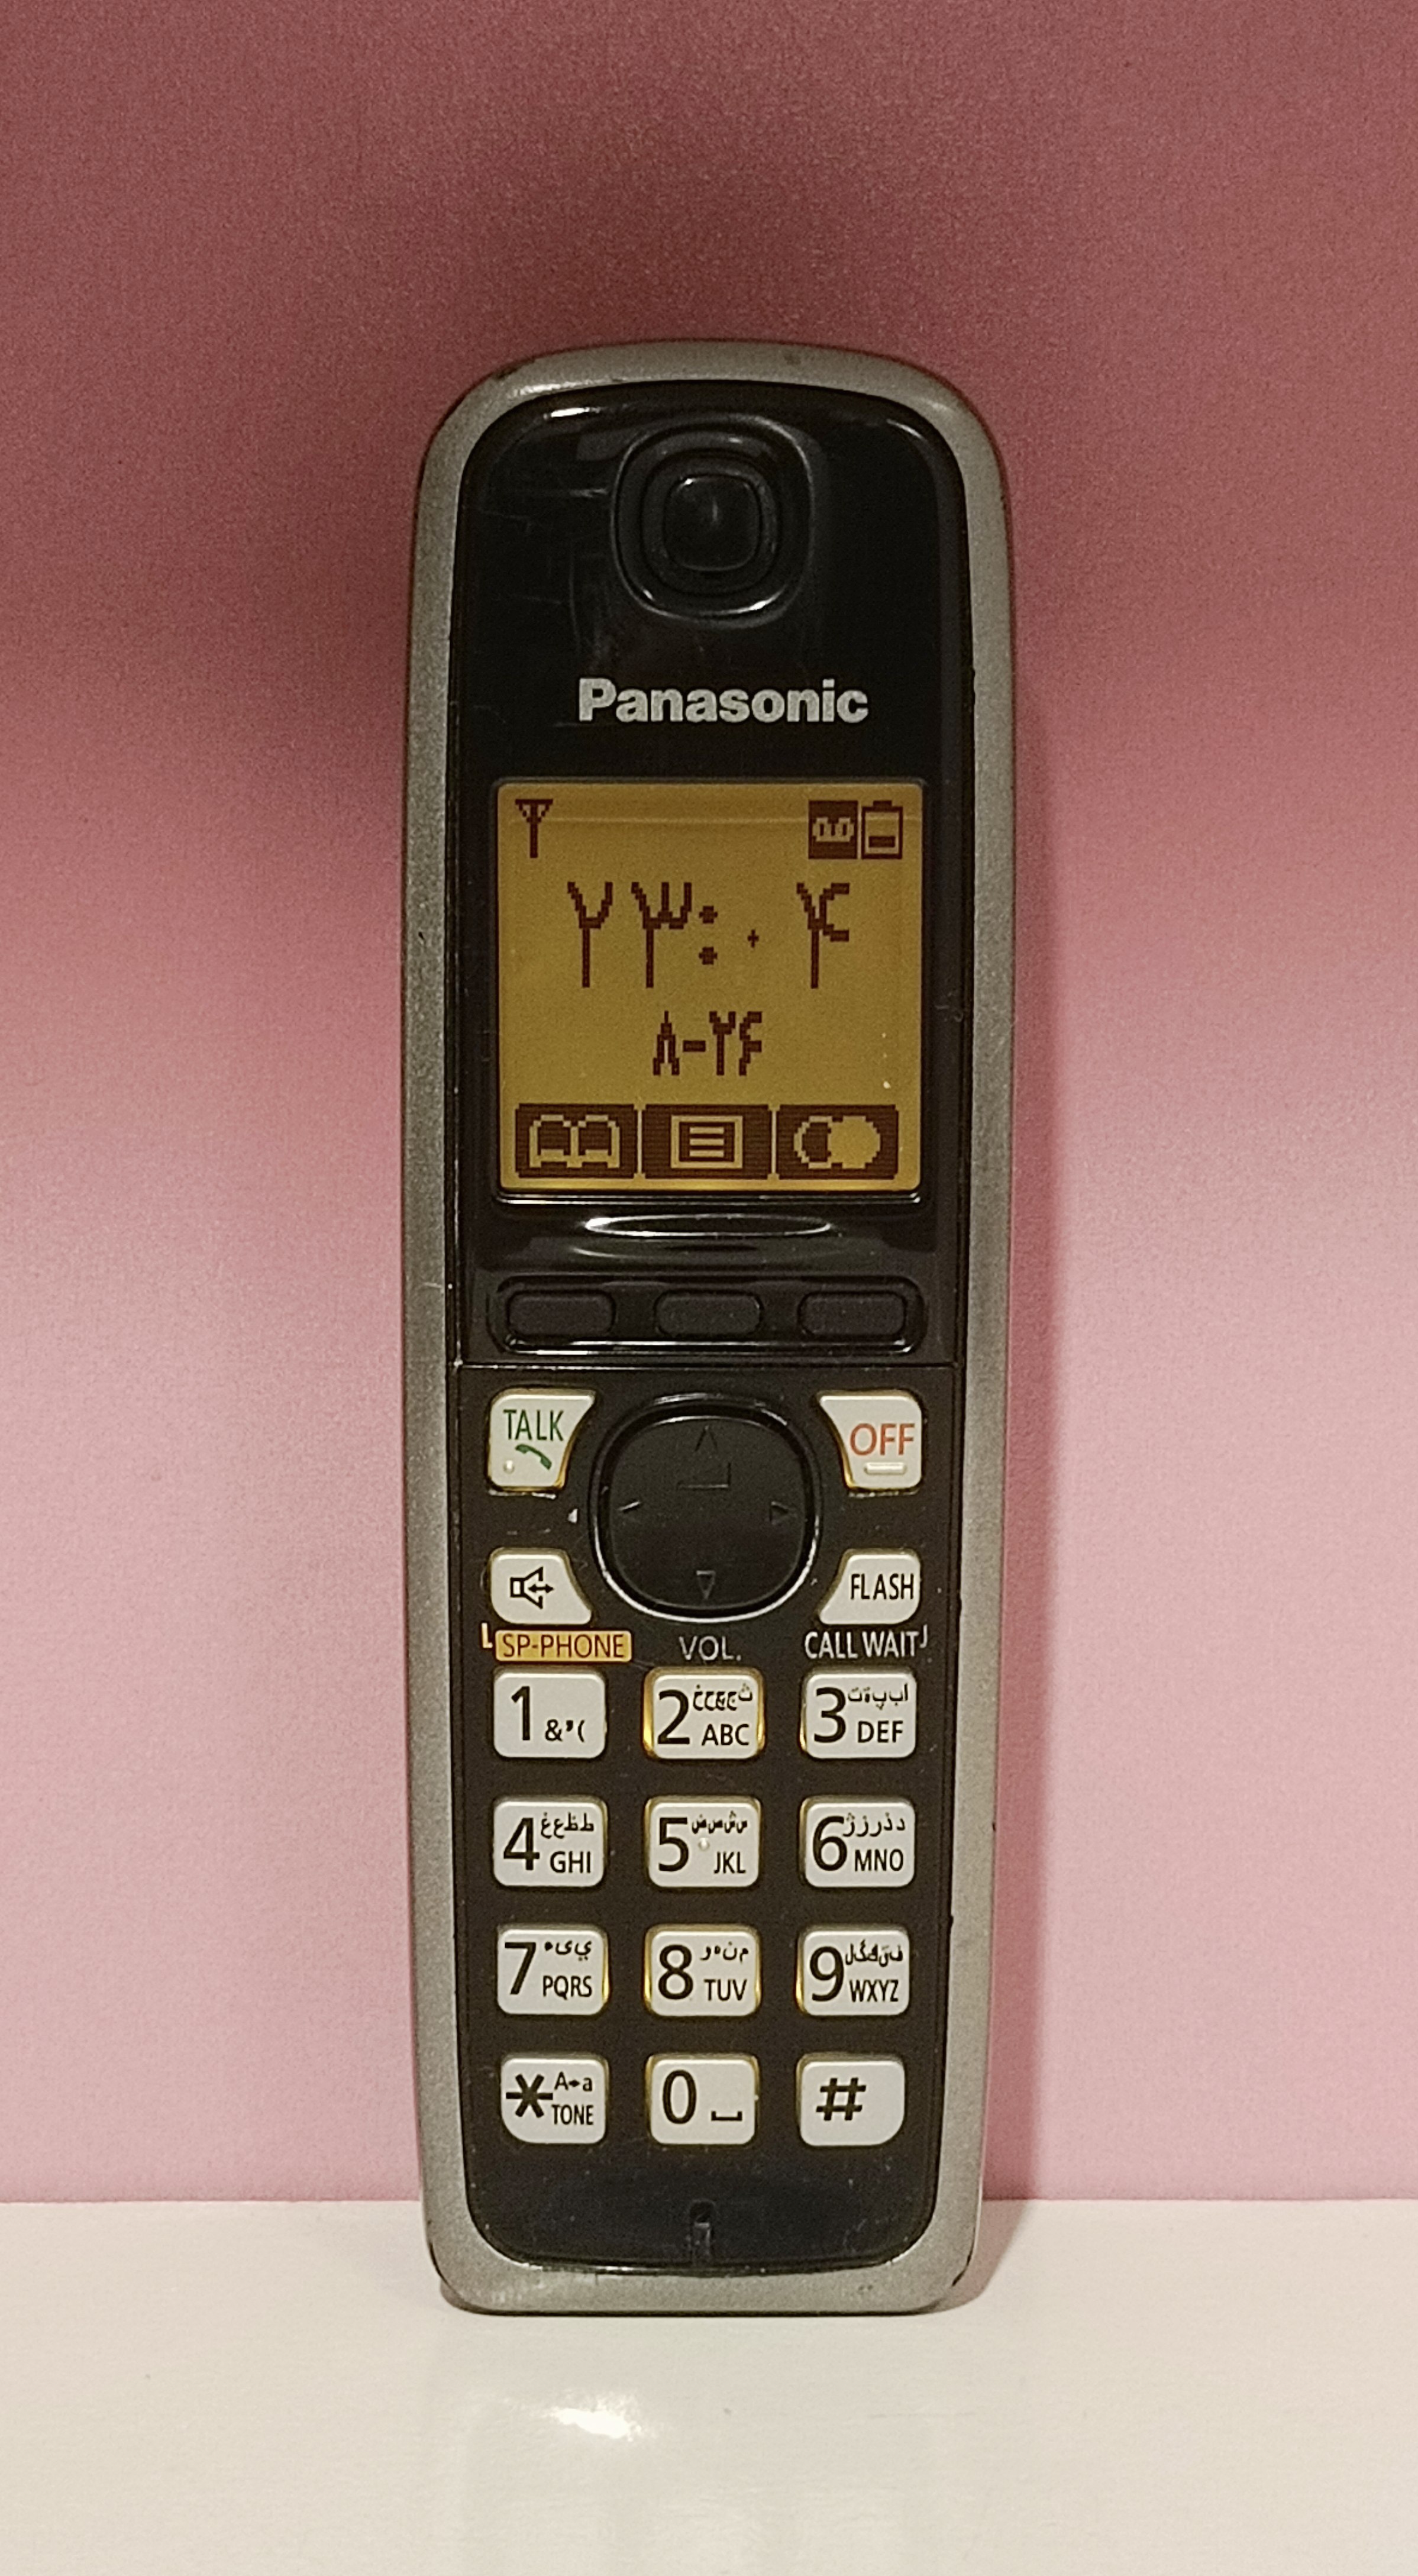 Panasonic
۲۳:۰۴
۸-۲۶
TALK
OFF
FLASH
SP-PHONE VOL. CALL WAIT
1 &'(
2 ث ج چ ح خ ABC
3 ا ب پ ة ت DEF
4 ط ظ ع غ GHI
5 س ش ص ض JKL
6 د ذ ر ز ژ MNO
7 ي ی ء PQRS
8 م ن ه و TUV
9 ف ق ک گ ل WXYZ
* A→a TONE
0 ⎵
#